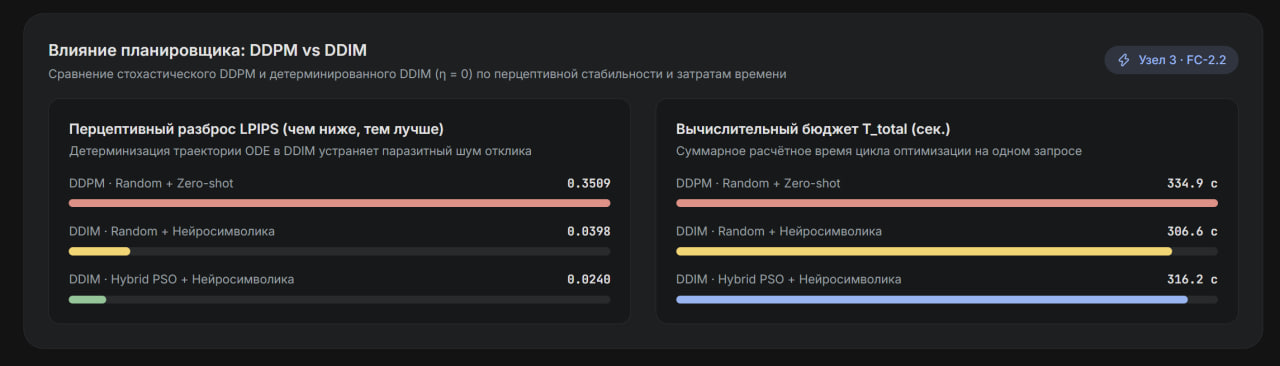 Влияние планировщика: DDPM vs DDIM
Сравнение стохастического DDPM и детерминированного DDIM (η = 0) по перцептивной стабильности и затратам времени
Узел 3 · FC-2.2
Перцептивный разброс LPIPS (чем ниже, тем лучше)
Детерминизация траектории ODE в DDIM устраняет паразитный шум отклика
DDPM · Random + Zero-shot 0.3509
DDIM · Random + Нейросимволика 0.0398
DDIM · Hybrid PSO + Нейросимволика 0.0240
Вычислительный бюджет T_total (сек.)
Суммарное расчётное время цикла оптимизации на одном запросе
DDPM · Random + Zero-shot 334.9 с
DDIM · Random + Нейросимволика 306.6 с
DDIM · Hybrid PSO + Нейросимволика 316.2 с